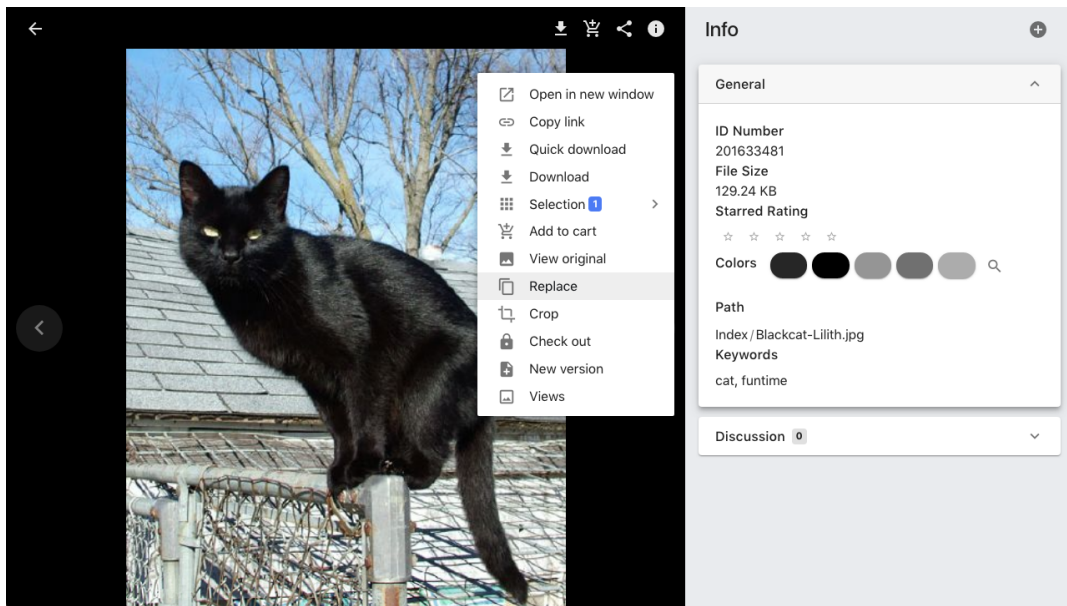 Info
Open in new window
Copy link
Quick download
Download
Selection 1
Add to cart
View original
Replace
Crop
Check out
New version
Views
General
ID Number
201633481
File Size
129.24 KB
Starred Rating
Colors
Path
Index/Blackcat-Lilith.jpg
Keywords
cat, funtime
Discussion 0